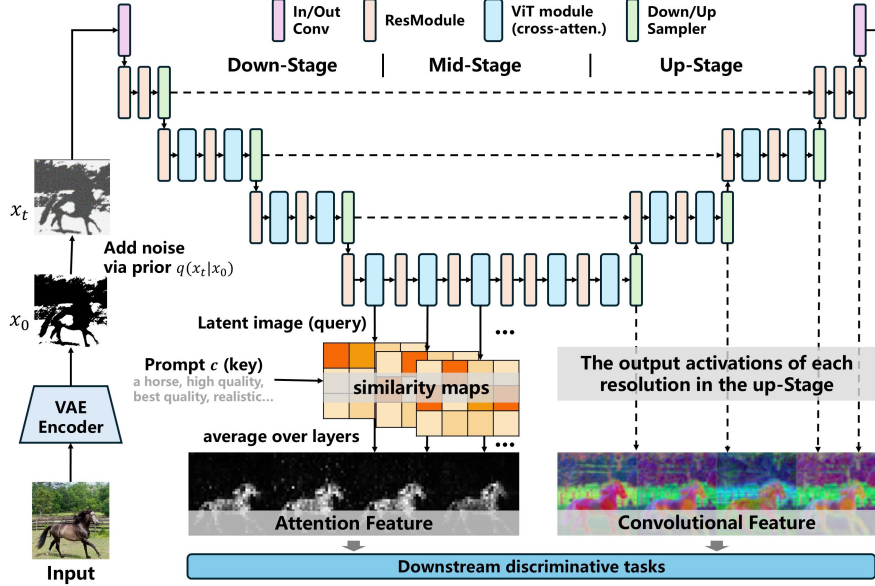 In/Out
Conv
ResModule
ViT module
(cross-atten.)
Down/Up
Sampler
Down-Stage
Mid-Stage
Up-Stage
x_t
Add noise
via prior q(x_t|x_0)
x_0
Latent image (query)
...
Prompt c (key)
a horse, high quality,
best quality, realistic...
similarity maps
The output activations of each
resolution in the up-Stage
VAE
Encoder
average over layers
...
Attention Feature
Convolutional Feature
Input
Downstream discriminative tasks